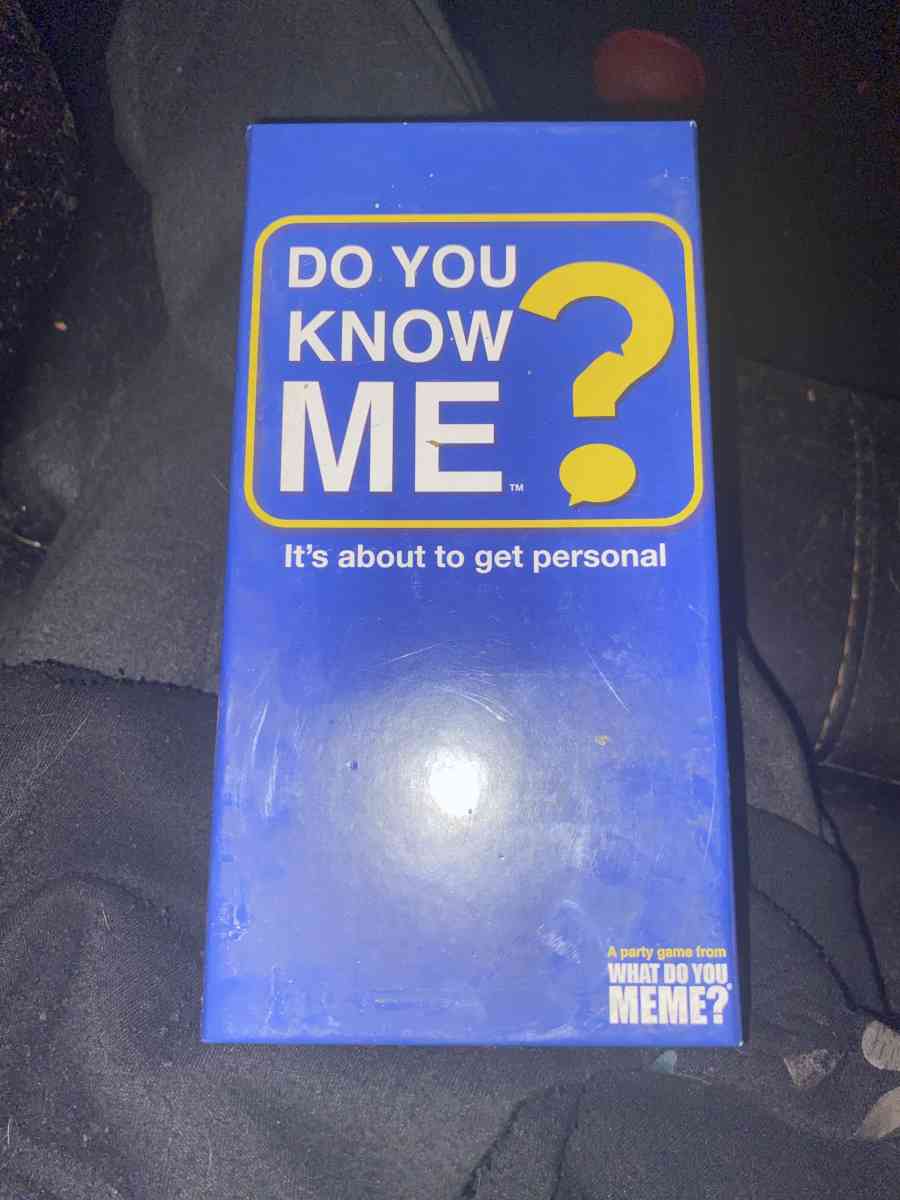 DO YOU
KNOW
ME?
™
It's about to get personal
A party game from
WHAT DO YOU
MEME?®